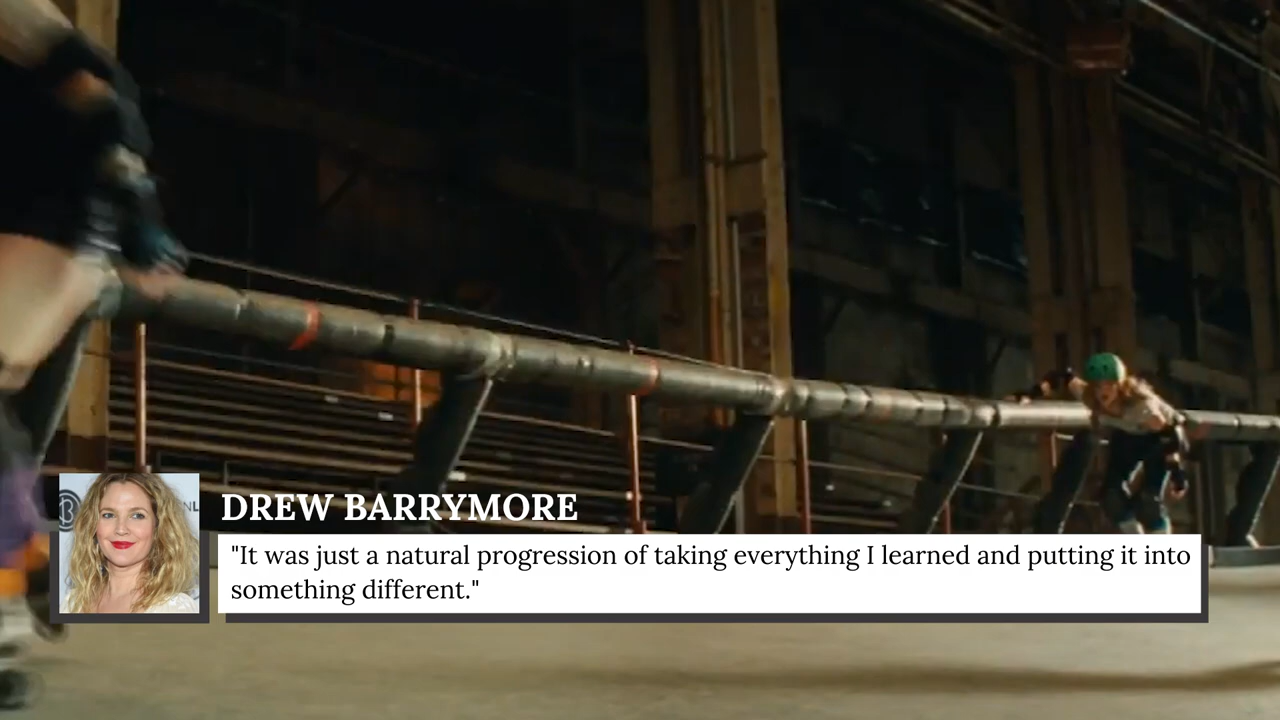 DREW BARRYMORE
"It was just a natural progression of taking everything I learned and putting it into
something different."